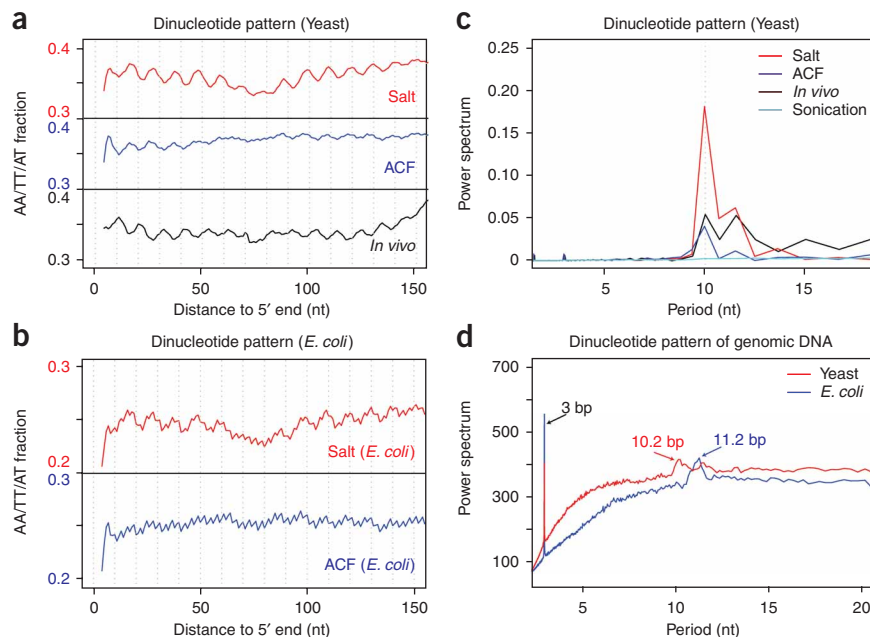 a
Dinucleotide pattern (Yeast)
AA/TT/AT fraction
0.4
Salt
0.3
0.4
ACF
0.3
0.4
In vivo
0.3
0 50 100 150
Distance to 5′ end (nt)
b
Dinucleotide pattern (E. coli)
AA/TT/AT fraction
0.3
Salt (E. coli)
0.2
0.3
ACF (E. coli)
0.2
0 50 100 150
Distance to 5′ end (nt)
c
Dinucleotide pattern (Yeast)
Power spectrum
0.25
0.20
0.15
0.10
0.05
0
Salt
ACF
In vivo
Sonication
5 10 15
Period (nt)
d
Dinucleotide pattern of genomic DNA
Power spectrum
700
500
300
100
Yeast
E. coli
3 bp
10.2 bp
11.2 bp
5 10 15 20
Period (nt)